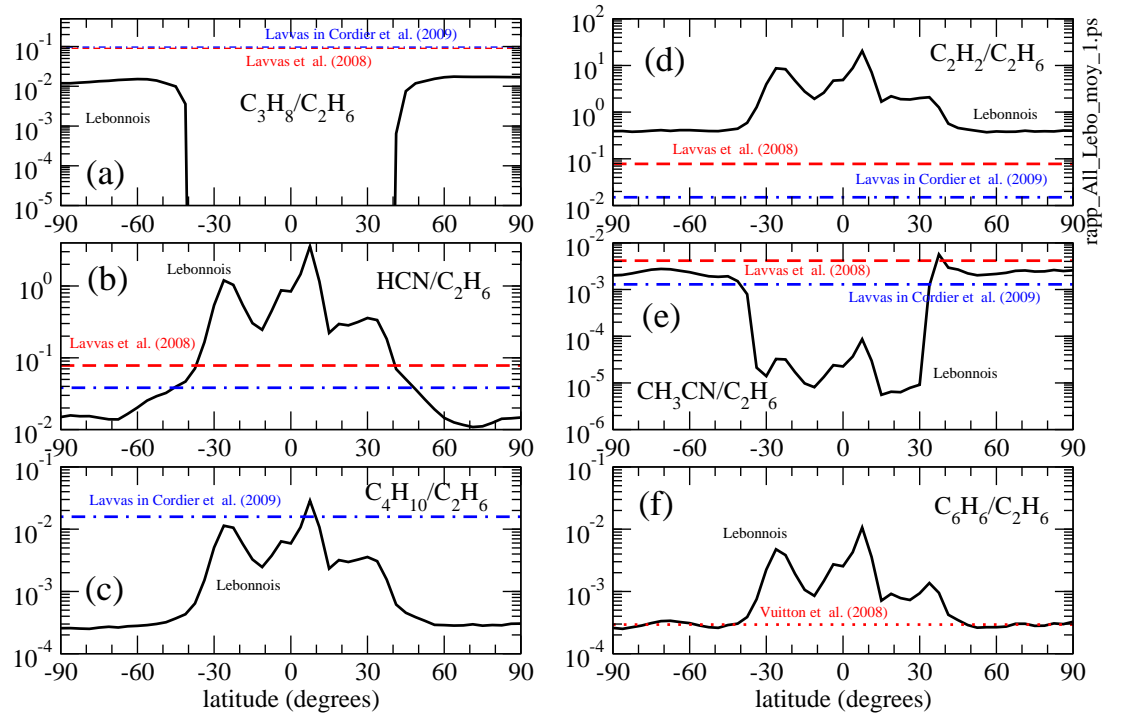 10^-1
10^-2
10^-3
10^-4
10^-5
Lavvas in Cordier et al. (2009)
Lavvas et al. (2008)
Lebonnois
C3H8/C2H6
(a)
-90 -60 -30 0 30 60 90
10^0
10^-1
10^-2
(b)
Lebonnois
HCN/C2H6
Lavvas et al. (2008)
-90 -60 -30 0 30 60 90
10^-1
10^-2
10^-3
10^-4
Lavvas in Cordier et al. (2009)
C4H10/C2H6
Lebonnois
(c)
-90 -60 -30 0 30 60 90
latitude (degrees)
10^2
10^1
10^0
10^-1
10^-2
(d)
C2H2/C2H6
Lebonnois
Lavvas et al. (2008)
Lavvas in Cordier et al. (2009)
-90 -60 -30 0 30 60 90
rapp_All_Lebo_moy_1.ps
10^-2
10^-3
10^-4
10^-5
10^-6
Lavvas et al. (2008)
Lavvas in Cordier et al. (2009)
(e)
Lebonnois
CH3CN/C2H6
-90 -60 -30 0 30 60 90
10^-1
10^-2
10^-3
10^-4
(f)
C6H6/C2H6
Lebonnois
Vuitton et al. (2008)
-90 -60 -30 0 30 60 90
latitude (degrees)